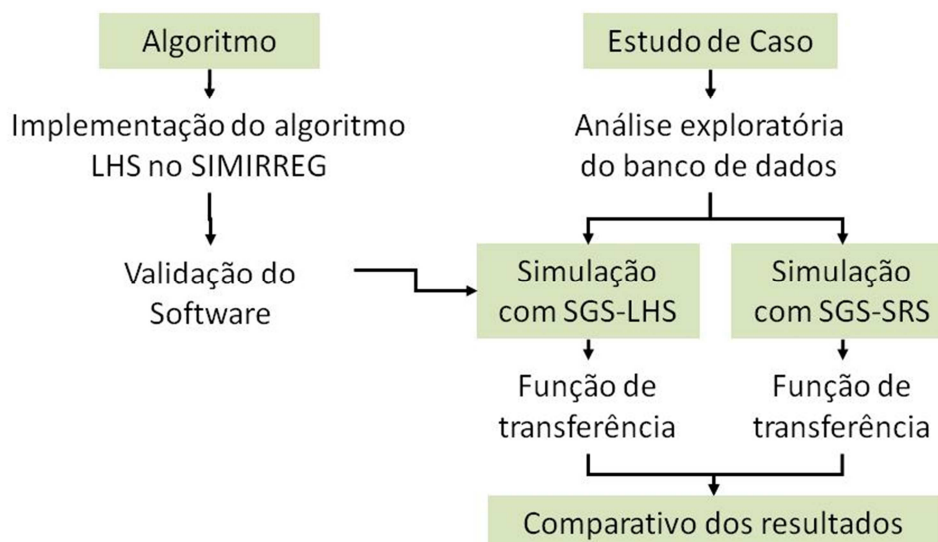 Algoritmo
Implementação do algoritmo
LHS no SIMIRREG
Validação do
Software
Estudo de Caso
Análise exploratória
do banco de dados
Simulação
com SGS-LHS
Simulação
com SGS-SRS
Função de
transferência
Função de
transferência
Comparativo dos resultados